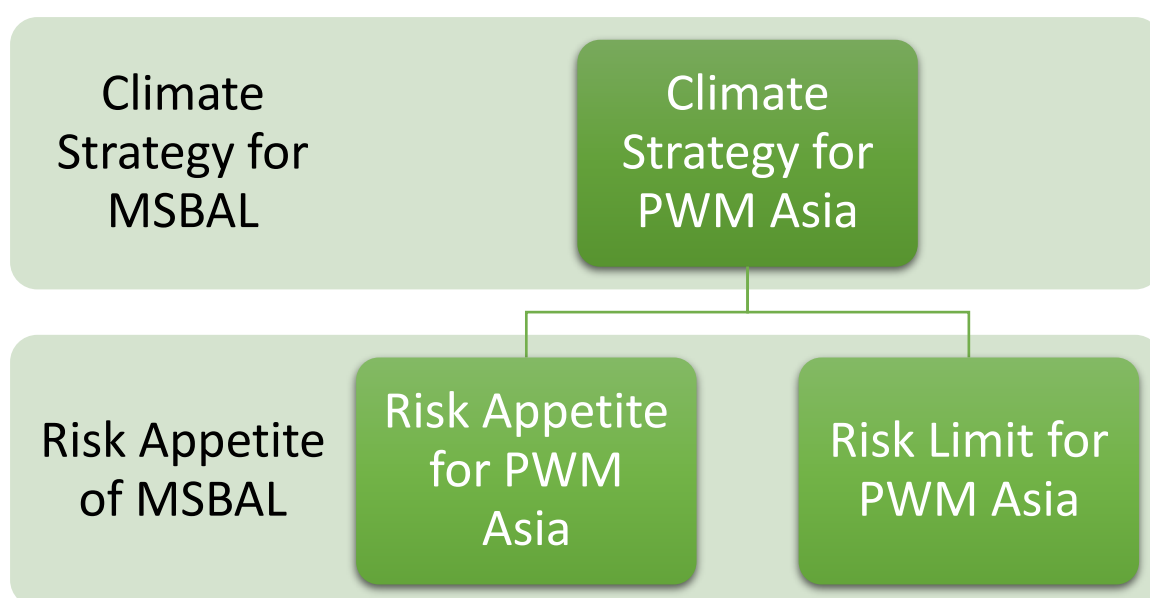 Climate
Strategy for
MSBAL
Climate
Strategy for
PWM Asia
Risk Appetite
of MSBAL
Risk Appetite
for PWM
Asia
Risk Limit for
PWM Asia